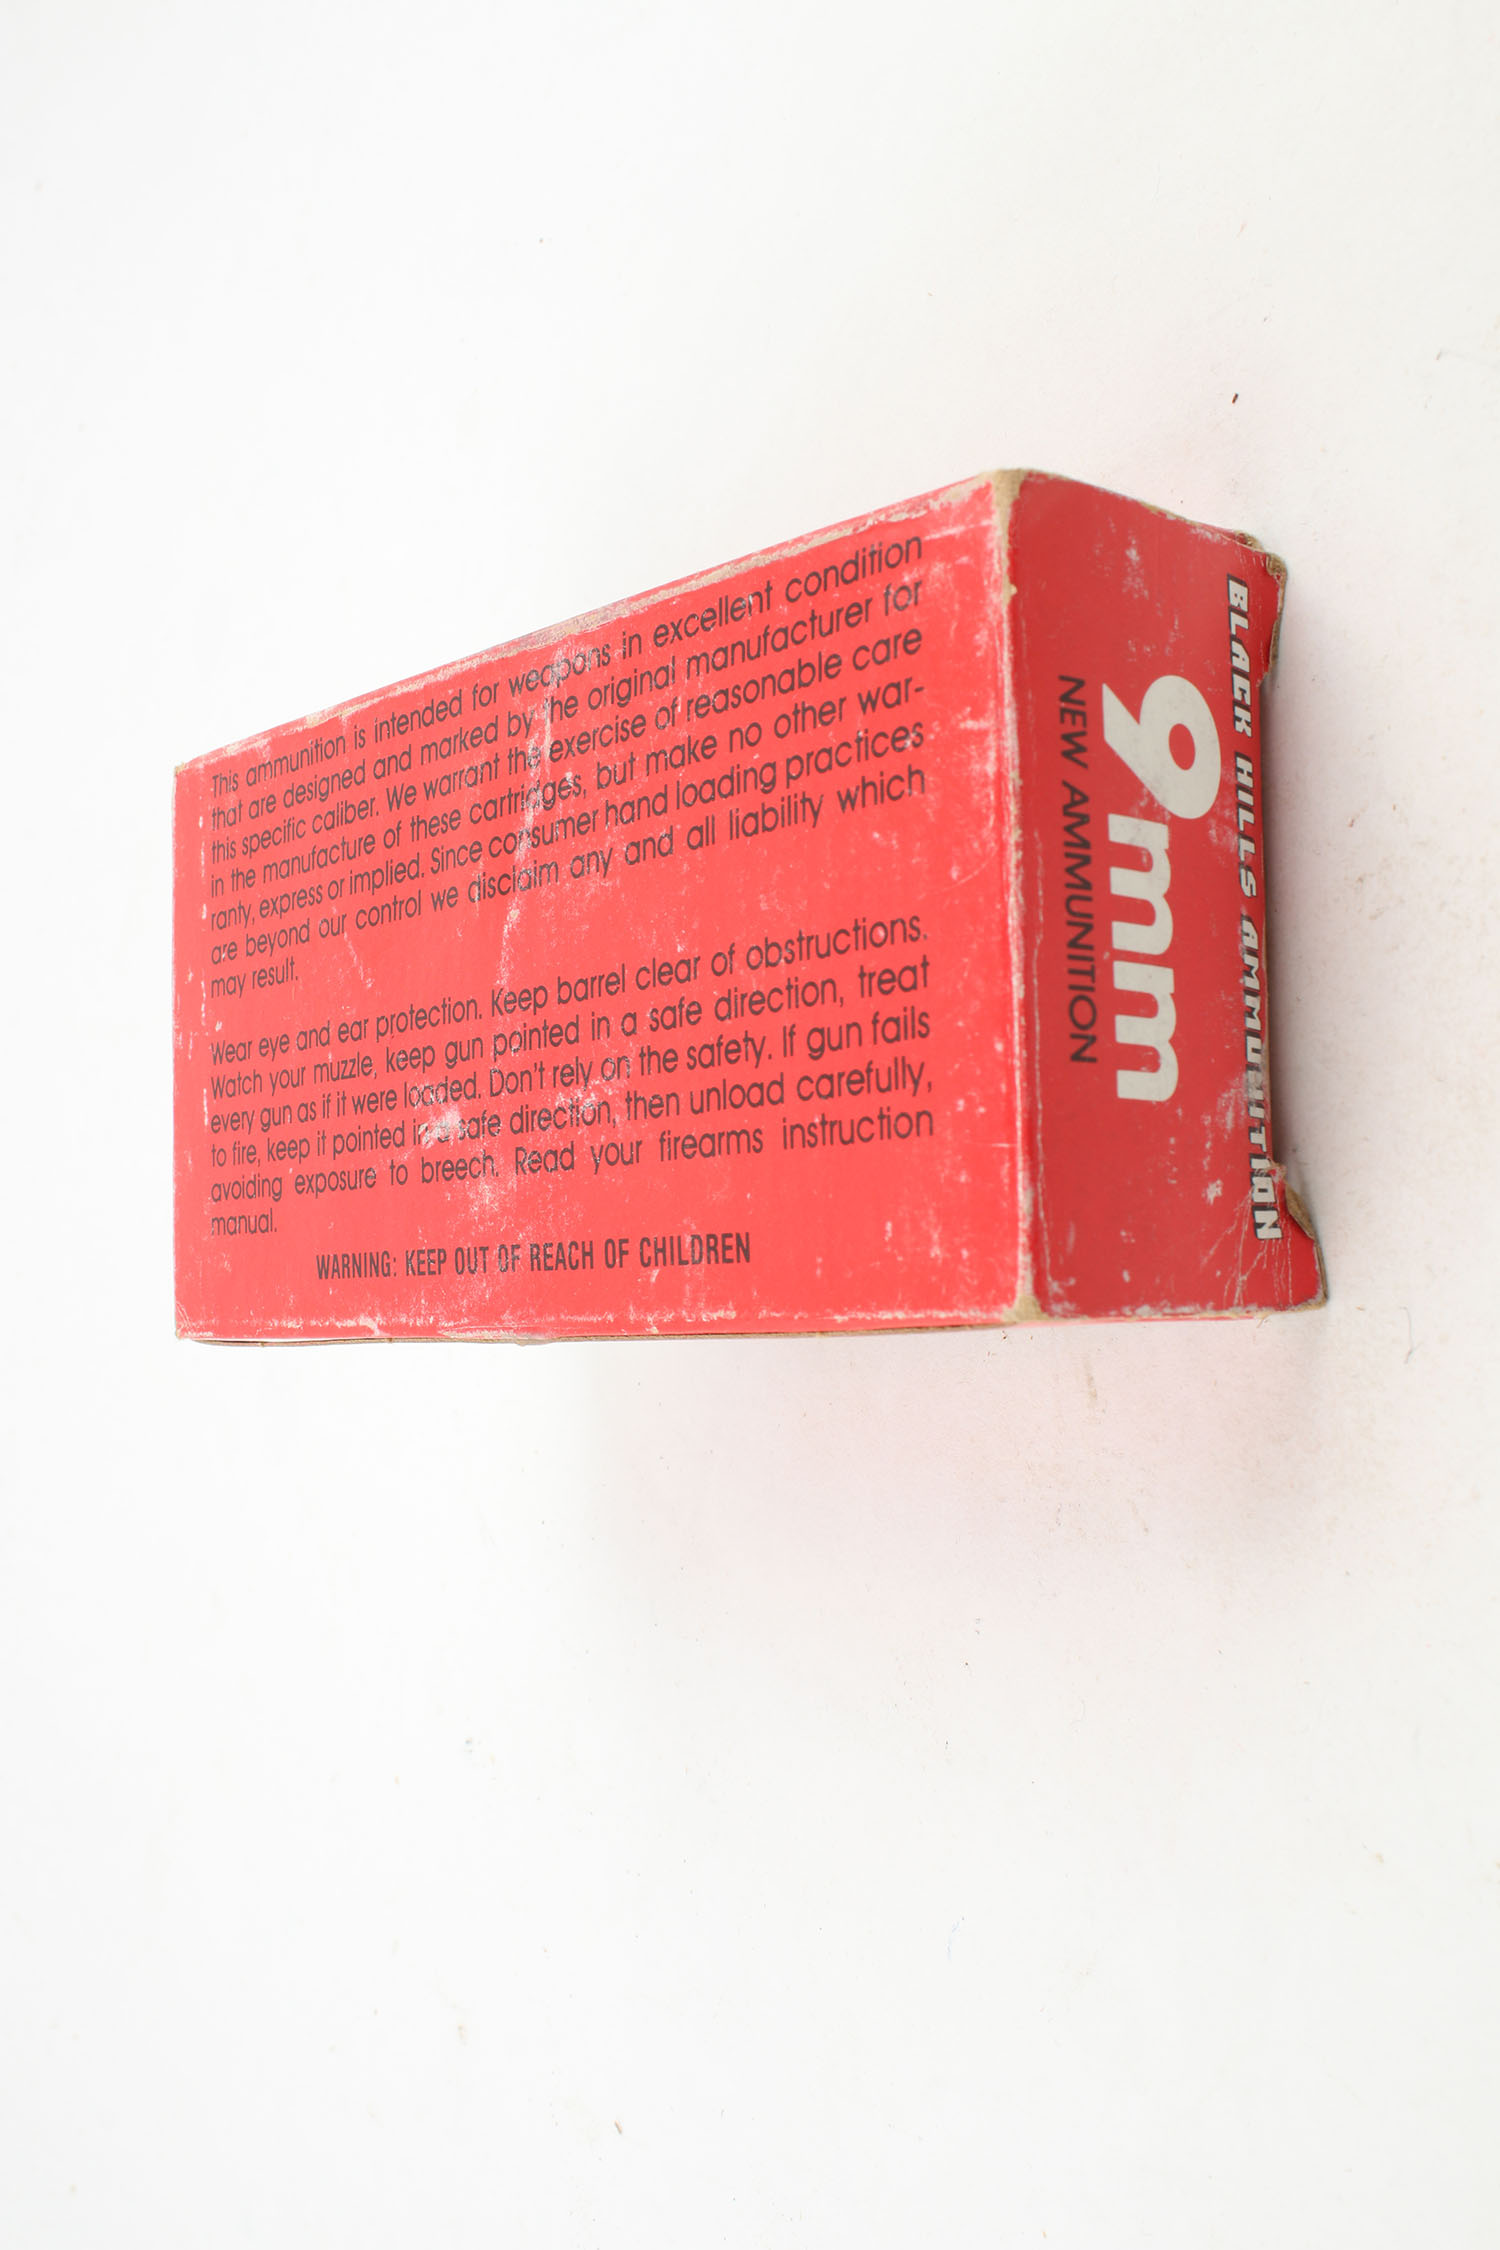 This ammunition is intended for weapons in excellent condition
that are designed and marked by the original manufacturer for
this specific caliber. We warrant the exercise of reasonable care
in the manufacture of these cartridges, but make no other war-
ranty, express or implied. Since consumer hand loading practices
are beyond our control we disclaim any and all liability which
may result.
Wear eye and ear protection. Keep barrel clear of obstructions.
Watch your muzzle, keep gun pointed in a safe direction, treat
every gun as if it were loaded. Don't rely on the safety. If gun fails
to fire, keep it pointed in a safe direction, then unload carefully,
avoiding exposure to breech. Read your firearms instruction
manual.
WARNING: KEEP OUT OF REACH OF CHILDREN
BLACK HILLS AMMUNITION
9mm
NEW AMMUNITION